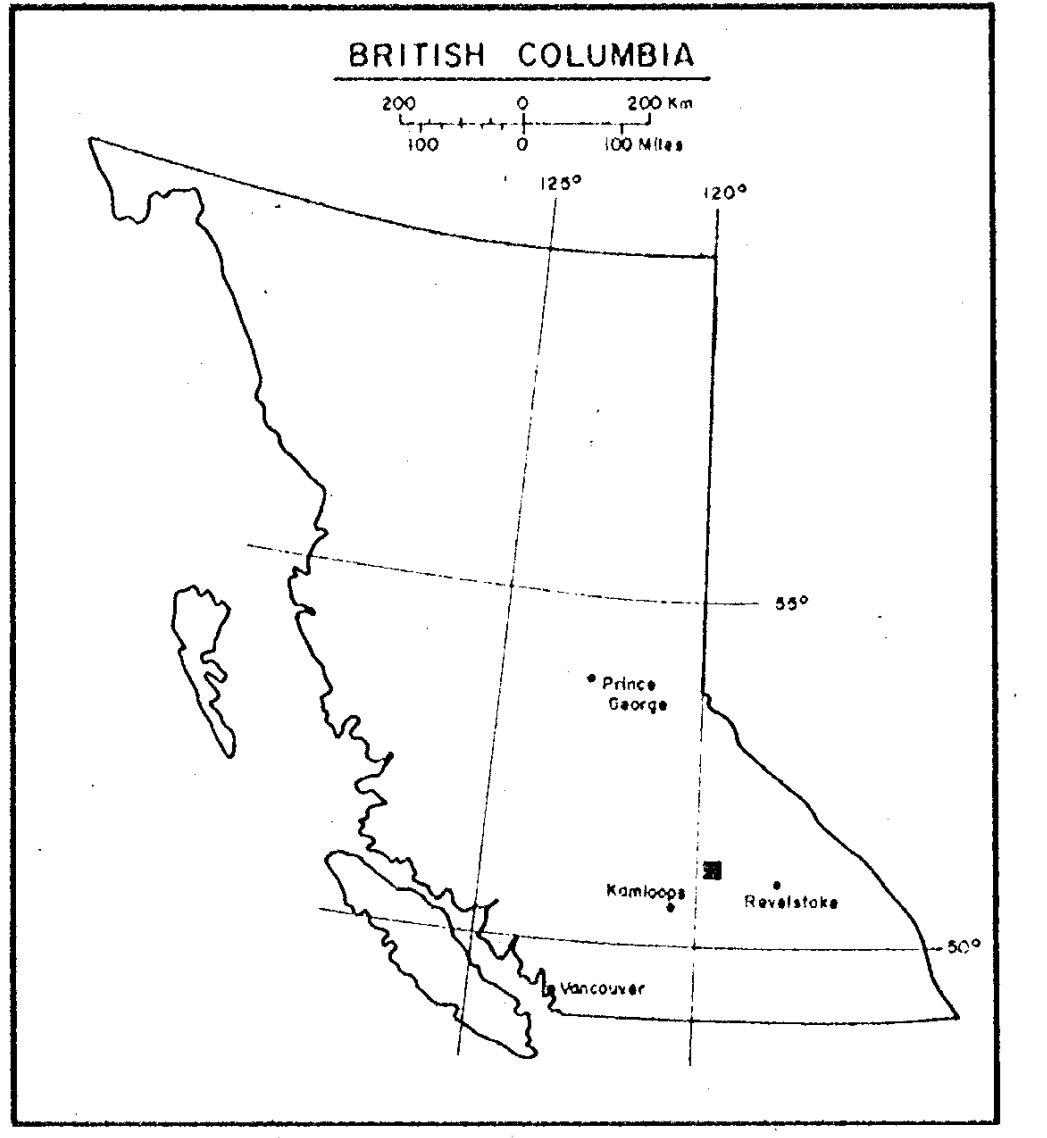 BRITISH COLUMBIA
200 0 200 Km
100 0 100 Miles
125°
120°
55°
Prince
George
Kamloops
Revelstoke
50°
Vancouver